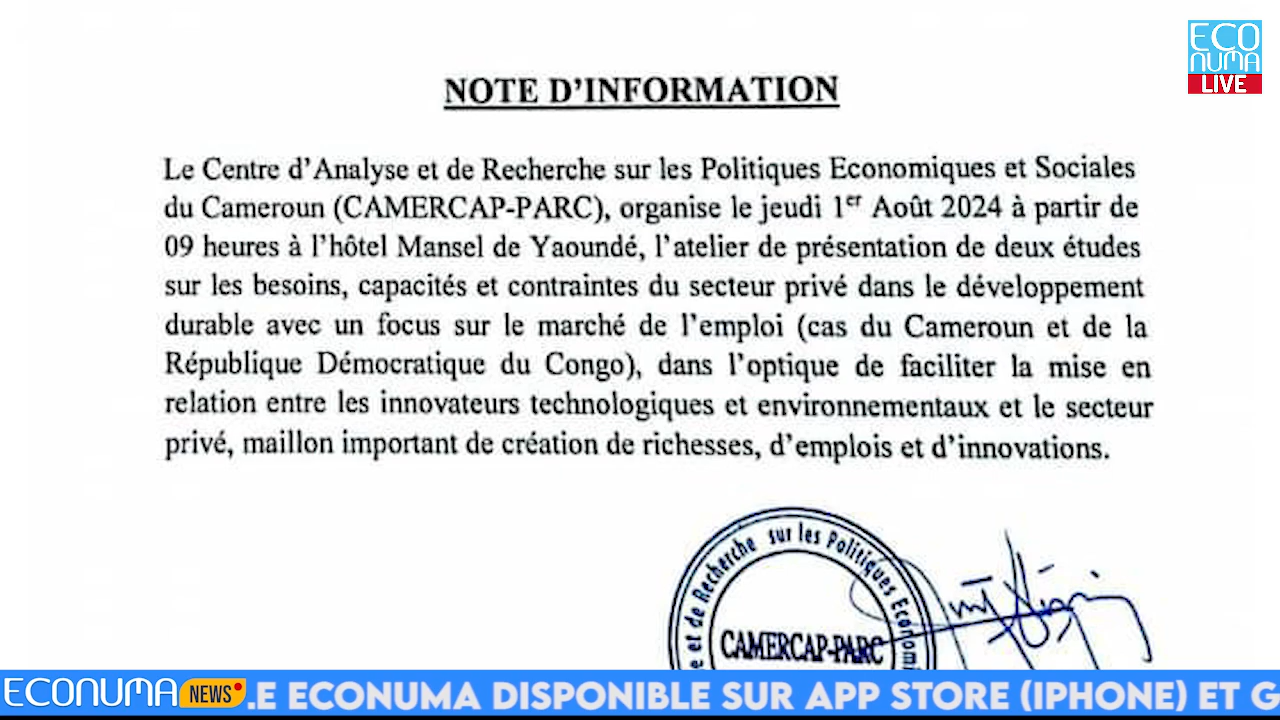 ECO
NUMA
LIVE
NOTE D'INFORMATION
Le Centre d'Analyse et de Recherche sur les Politiques Economiques et Sociales
du Cameroun (CAMERCAP-PARC), organise le jeudi 1er Août 2024 à partir de
09 heures à l'hôtel Mansel de Yaoundé, l'atelier de présentation de deux études
sur les besoins, capacités et contraintes du secteur privé dans le développement
durable avec un focus sur le marché de l'emploi (cas du Cameroun et de la
République Démocratique du Congo), dans l'optique de faciliter la mise en
relation entre les innovateurs technologiques et environnementaux et le secteur
privé, maillon important de création de richesses, d'emplois et d'innovations.
e et de Recherche sur les Politiques Econom
CAMERCAP-PARC
ECONUMA NEWS
LE ECONUMA DISPONIBLE SUR APP STORE (IPHONE) ET G